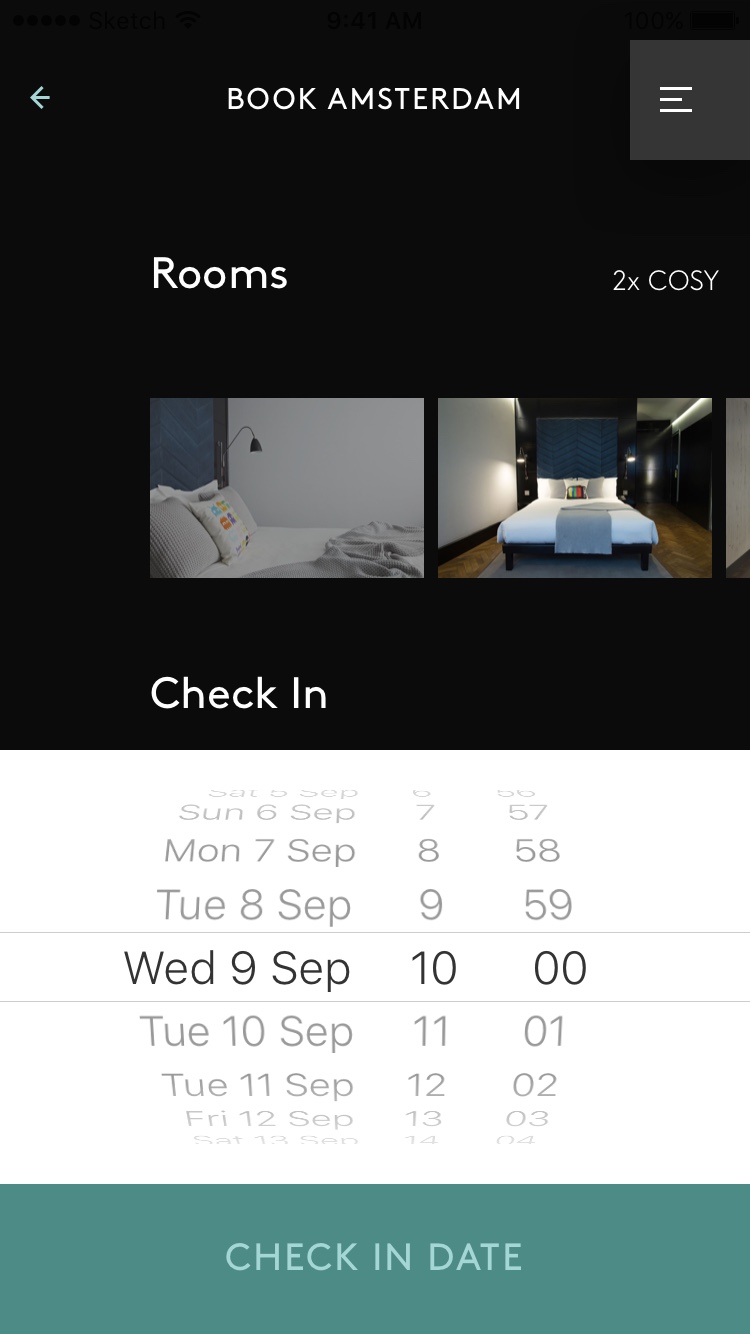 Sketch 9:41 AM 100%
BOOK AMSTERDAM
Rooms 2x COSY
Check In
Sat 5 Sep 6 56
Sun 6 Sep 7 57
Mon 7 Sep 8 58
Tue 8 Sep 9 59
Wed 9 Sep 10 00
Tue 10 Sep 11 01
Tue 11 Sep 12 02
Fri 12 Sep 13 03
Sat 13 Sep 14 04
CHECK IN DATE